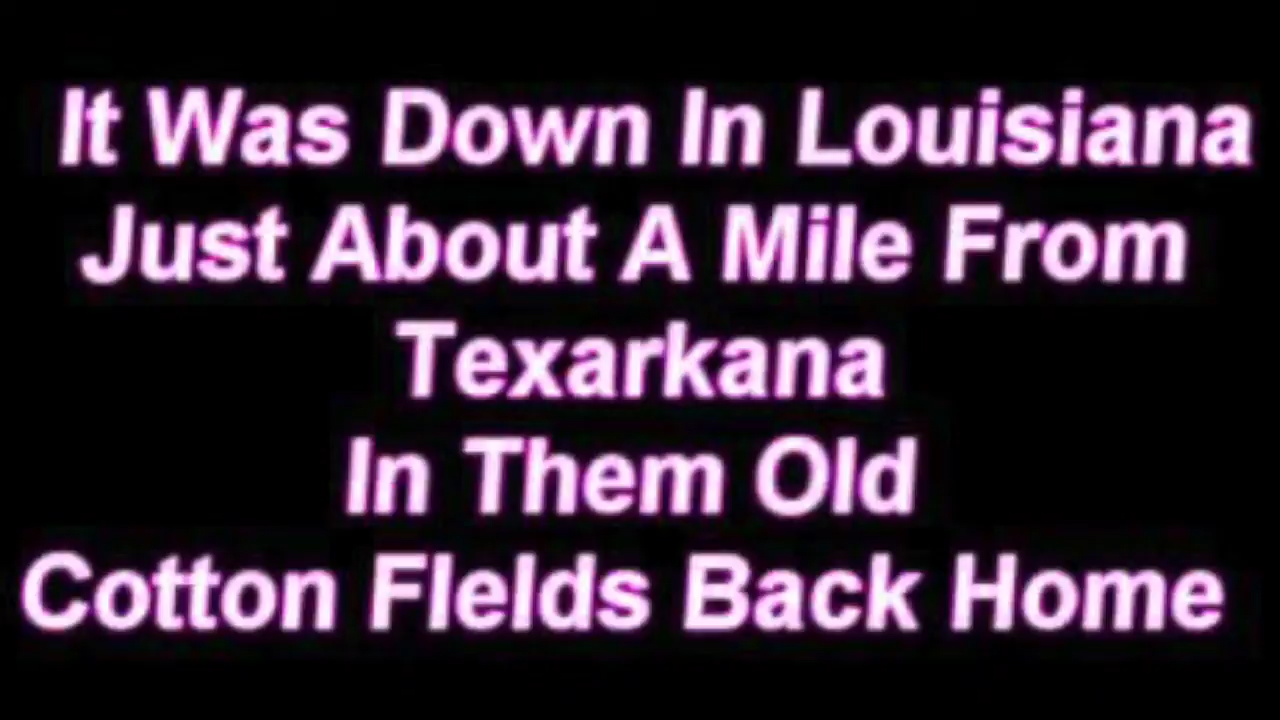 It Was Down In Louisiana
Just About A Mile From
Texarkana
In Them Old
Cotton FIelds Back Home